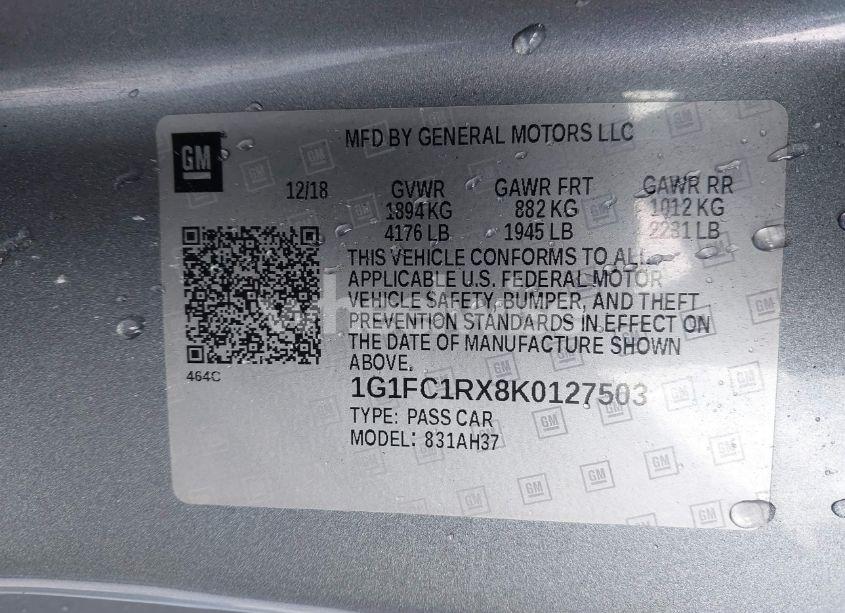 MFD BY GENERAL MOTORS LLC
GM
12/18 GVWR GAWR FRT GAWR RR
1894 KG 882 KG 1012 KG
4176 LB 1945 LB 2231 LB
THIS VEHICLE CONFORMS TO ALL
APPLICABLE U.S. FEDERAL MOTOR
VEHICLE SAFETY, BUMPER, AND THEFT
PREVENTION STANDARDS IN EFFECT ON
THE DATE OF MANUFACTURE SHOWN
ABOVE.
464C
1G1FC1RX8K0127503
TYPE: PASS CAR
MODEL: 831AH37